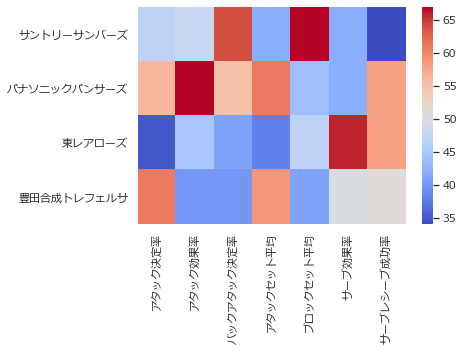 サントリーサンバーズ
パナソニックパンサーズ
東レアローズ
豊田合成トレフェルサ
アタック決定率
アタック効果率
バックアタック決定率
アタックセット平均
ブロックセット平均
サーブ効果率
サーブレシーブ成功率
65
60
55
50
45
40
35